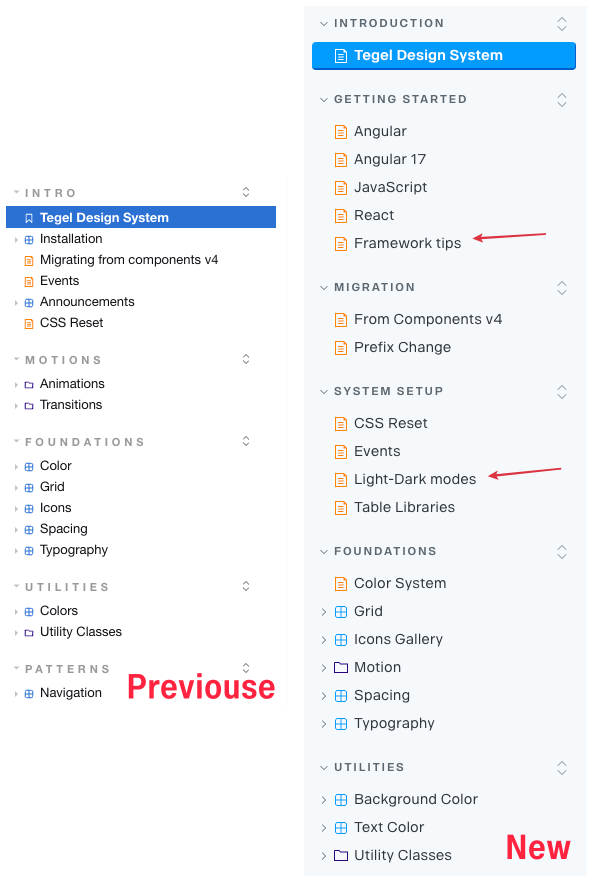 INTRO
Tegel Design System
Installation
Migrating from components v4
Events
Announcements
CSS Reset
MOTIONS
Animations
Transitions
FOUNDATIONS
Color
Grid
Icons
Spacing
Typography
UTILITIES
Colors
Utility Classes
PATTERNS
Navigation
Previouse
INTRODUCTION
Tegel Design System
GETTING STARTED
Angular
Angular 17
JavaScript
React
Framework tips
MIGRATION
From Components v4
Prefix Change
SYSTEM SETUP
CSS Reset
Events
Light-Dark modes
Table Libraries
FOUNDATIONS
Color System
Grid
Icons Gallery
Motion
Spacing
Typography
UTILITIES
Background Color
Text Color
Utility Classes
New